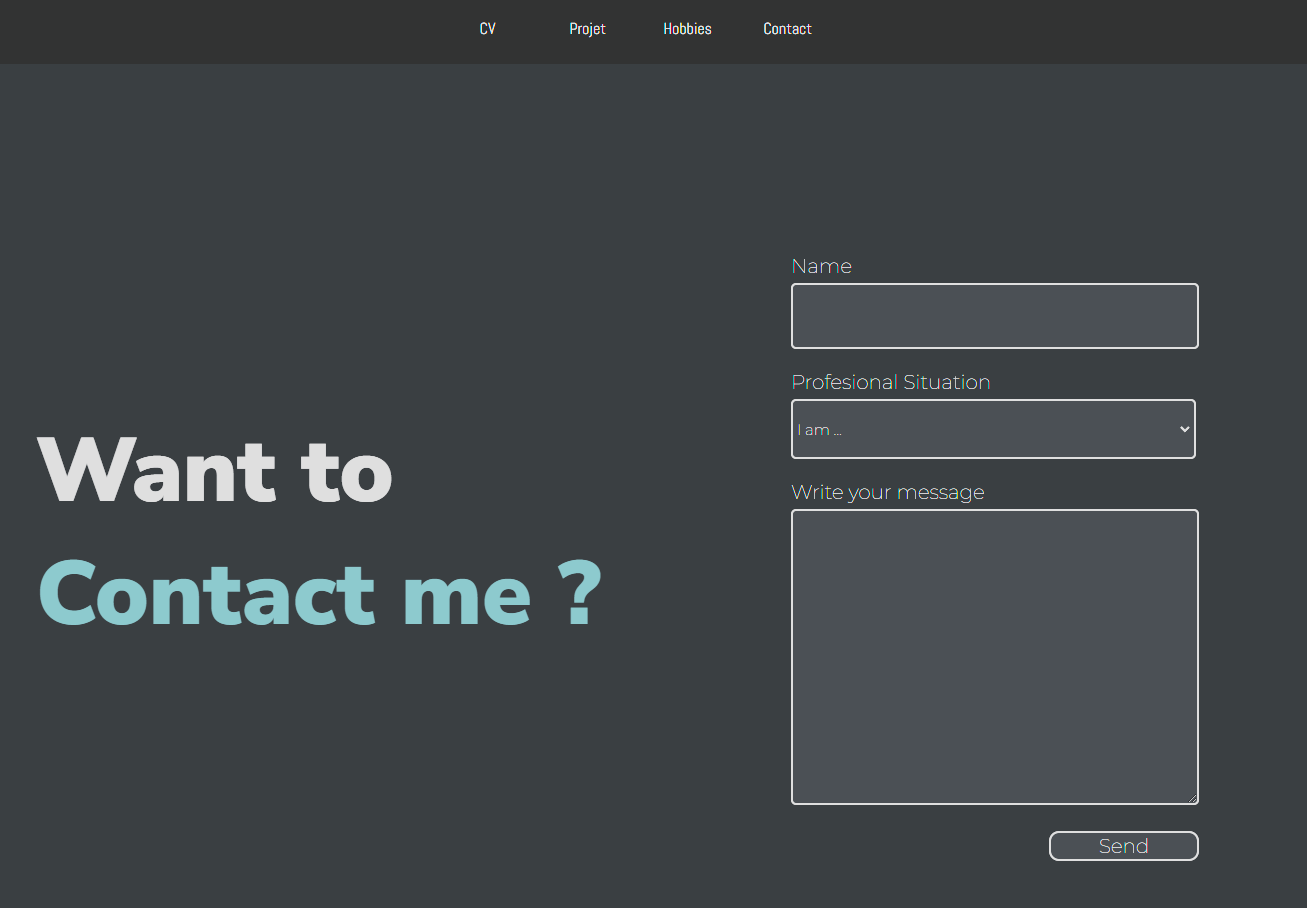 CV Projet Hobbies Contact
Want to
Contact me ?
Name
Profesional Situation
I am ...
Write your message
Send